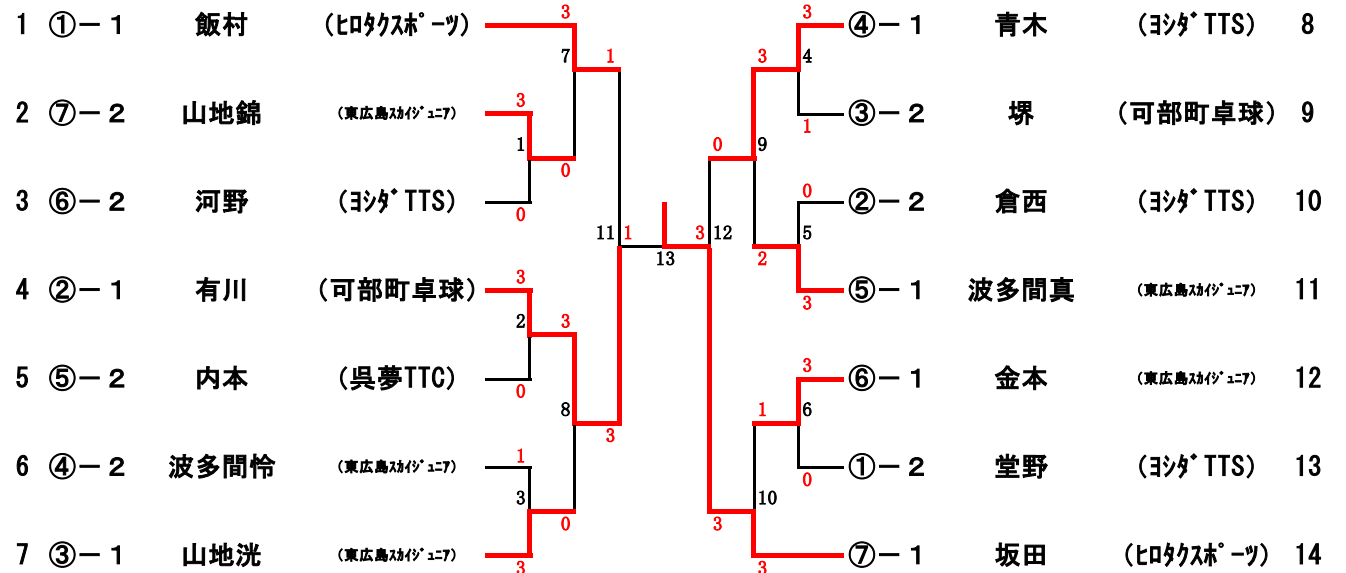 1 ①－1 飯村 (ﾋﾛﾀｸｽﾎﾟｰﾂ)
2 ⑦－2 山地錦 (東広島ｽｶｲｼﾞｭﾆｱ)
3 ⑥－2 河野 (ﾖｼﾀﾞTTS)
4 ②－1 有川 (可部町卓球)
5 ⑤－2 内本 (呉夢TTC)
6 ④－2 波多間怜 (東広島ｽｶｲｼﾞｭﾆｱ)
7 ③－1 山地洸 (東広島ｽｶｲｼﾞｭﾆｱ)
3
7
1
3
1
0
0
11
1
3
2
3
0
8
3
1
3
0
3
13
3
12
0
3
9
3
4
1
0
5
2
3
3
1
6
0
10
3
3
④－1 青木 (ﾖｼﾀﾞTTS) 8
③－2 堺 (可部町卓球) 9
②－2 倉西 (ﾖｼﾀﾞTTS) 10
⑤－1 波多間真 (東広島ｽｶｲｼﾞｭﾆｱ) 11
⑥－1 金本 (東広島ｽｶｲｼﾞｭﾆｱ) 12
①－2 堂野 (ﾖｼﾀﾞTTS) 13
⑦－1 坂田 (ﾋﾛﾀｸｽﾎﾟｰﾂ) 14